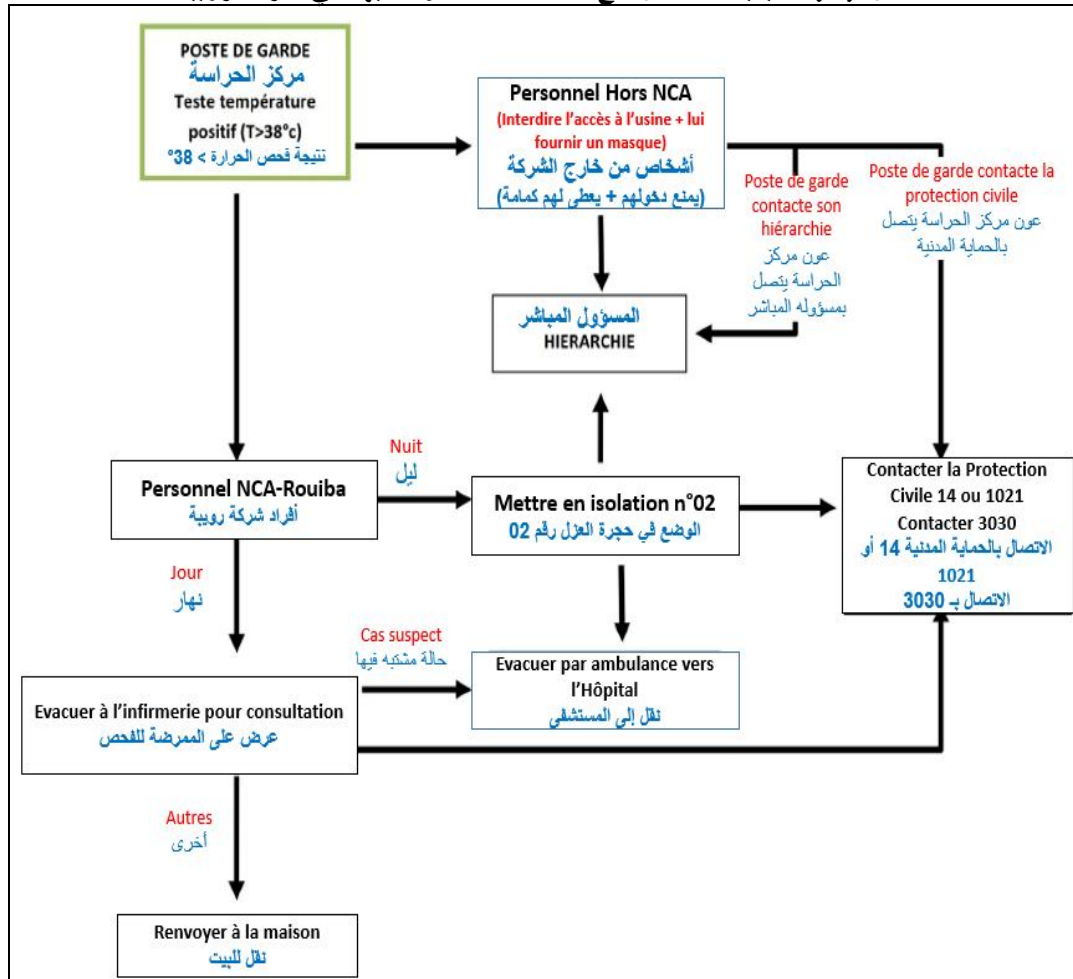 POSTE DE GARDE
مركز الحراسة
Teste température
positif (T>38°c)
نتيجة فحص الحرارة > 38°
Personnel Hors NCA
(Interdire l’accès à l’usine + lui
fournir un masque)
أشخاص من خارج الشركة
(يمنع دخولهم + يعطى لهم كمامة)
Poste de garde
contacte son
hiérarchie
عون مركز
الحراسة يتصل
بمسؤوله المباشر
Poste de garde contacte la
protection civile
عون مركز الحراسة يتصل
بالحماية المدنية
المسؤول المباشر
HIERARCHIE
Personnel NCA-Rouiba
أفراد شركة رويبة
Nuit
ليل
Mettre en isolation n°02
الوضع في حجرة العزل رقم 02
Contacter la Protection
Civile 14 ou 1021
Contacter 3030
الاتصال بالحماية المدنية 14 أو
1021
الاتصال بـ 3030
Jour
نهار
Cas suspect
حالة مشتبه فيها
Evacuer à l’infirmerie pour consultation
عرض على الممرضة للفحص
Evacuer par ambulance vers
l’Hôpital
نقل إلى المستشفى
Autres
أخرى
Renvoyer à la maison
نقل للبيت